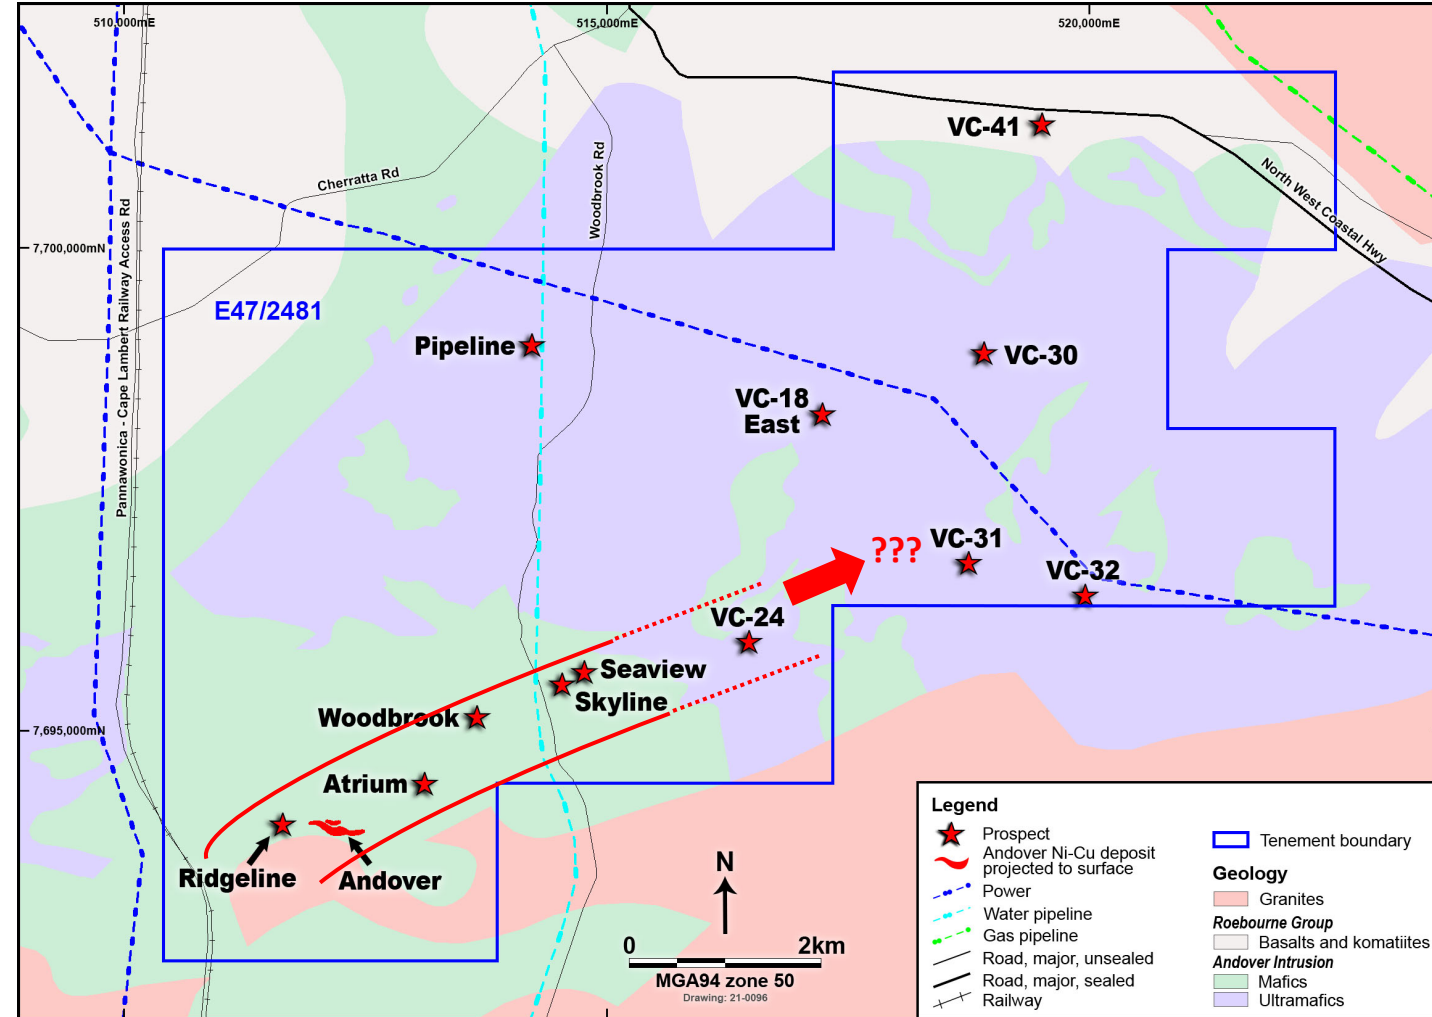 510,000mE
515,000mE
520,000mE
VC-41
Cherratta Rd
Woodbrook Rd
North West Coastal Hwy
Pannawonica - Cape Lambert Railway Access Rd
7,700,000mN
E47/2481
Pipeline
VC-30
VC-18
East
???
VC-31
VC-32
VC-24
Seaview
Skyline
Woodbrook
7,695,000mN
Atrium
Ridgeline
Andover
N
0 2km
MGA94 zone 50
Drawing: 21-0096
Legend
Prospect
Andover Ni-Cu deposit
projected to surface
Power
Water pipeline
Gas pipeline
Road, major, unsealed
Road, major, sealed
Railway
Tenement boundary
Geology
Granites
Roebourne Group
Basalts and komatiites
Andover Intrusion
Mafics
Ultramafics